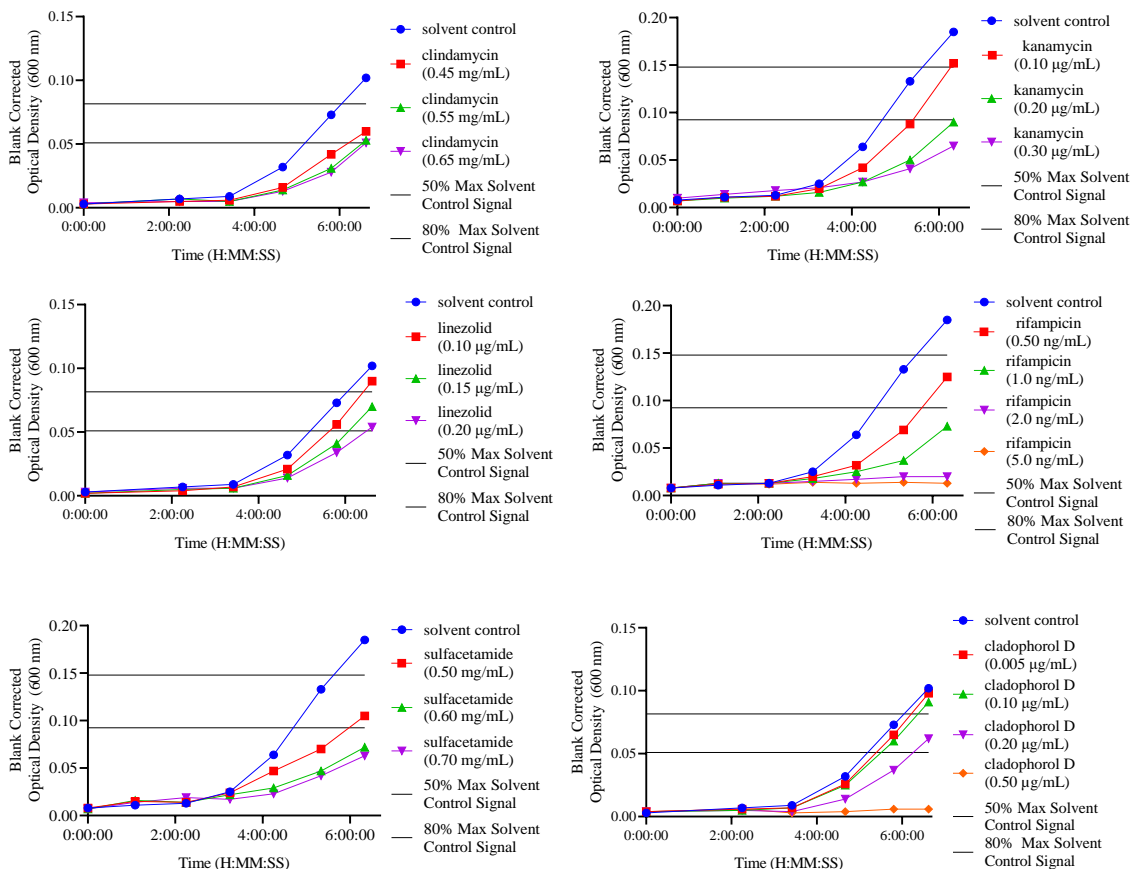 Blank Corrected
Optical Density (600 nm)
0.15
0.10
0.05
0.00
0:00:00
2:00:00
4:00:00
6:00:00
Time (H:MM:SS)
solvent control
clindamycin
(0.45 mg/mL)
clindamycin
(0.55 mg/mL)
clindamycin
(0.65 mg/mL)
50% Max Solvent
Control Signal
80% Max Solvent
Control Signal
Blank Corrected
Optical Density (600 nm)
0.20
0.15
0.10
0.05
0.00
0:00:00
2:00:00
4:00:00
6:00:00
Time (H:MM:SS)
solvent control
kanamycin
(0.10 µg/mL)
kanamycin
(0.20 µg/mL)
kanamycin
(0.30 µg/mL)
50% Max Solvent
Control Signal
80% Max Solvent
Control Signal
Blank Corrected
Optical Density (600 nm)
0.15
0.10
0.05
0.00
0:00:00
2:00:00
4:00:00
6:00:00
Time (H:MM:SS)
solvent control
linezolid
(0.10 µg/mL)
linezolid
(0.15 µg/mL)
linezolid
(0.20 µg/mL)
50% Max Solvent
Control Signal
80% Max Solvent
Control Signal
Blank Corrected
Optical Density (600 nm)
0.20
0.15
0.10
0.05
0.00
0:00:00
2:00:00
4:00:00
6:00:00
Time (H:MM:SS)
solvent control
rifampicin
(0.50 ng/mL)
rifampicin
(1.0 ng/mL)
rifampicin
(2.0 ng/mL)
rifampicin
(5.0 ng/mL)
50% Max Solvent
Control Signal
80% Max Solvent
Control Signal
Blank Corrected
Optical Density (600 nm)
0.20
0.15
0.10
0.05
0.00
0:00:00
2:00:00
4:00:00
6:00:00
Time (H:MM:SS)
solvent control
sulfacetamide
(0.50 mg/mL)
sulfacetamide
(0.60 mg/mL)
sulfacetamide
(0.70 mg/mL)
50% Max Solvent
Control Signal
80% Max Solvent
Control Signal
Blank Corrected
Optical Density (600 nm)
0.15
0.10
0.05
0.00
0:00:00
2:00:00
4:00:00
6:00:00
Time (H:MM:SS)
solvent control
cladophorol D
(0.005 µg/mL)
cladophorol D
(0.10 µg/mL)
cladophorol D
(0.20 µg/mL)
cladophorol D
(0.50 µg/mL)
50% Max Solvent
Control Signal
80% Max Solvent
Control Signal